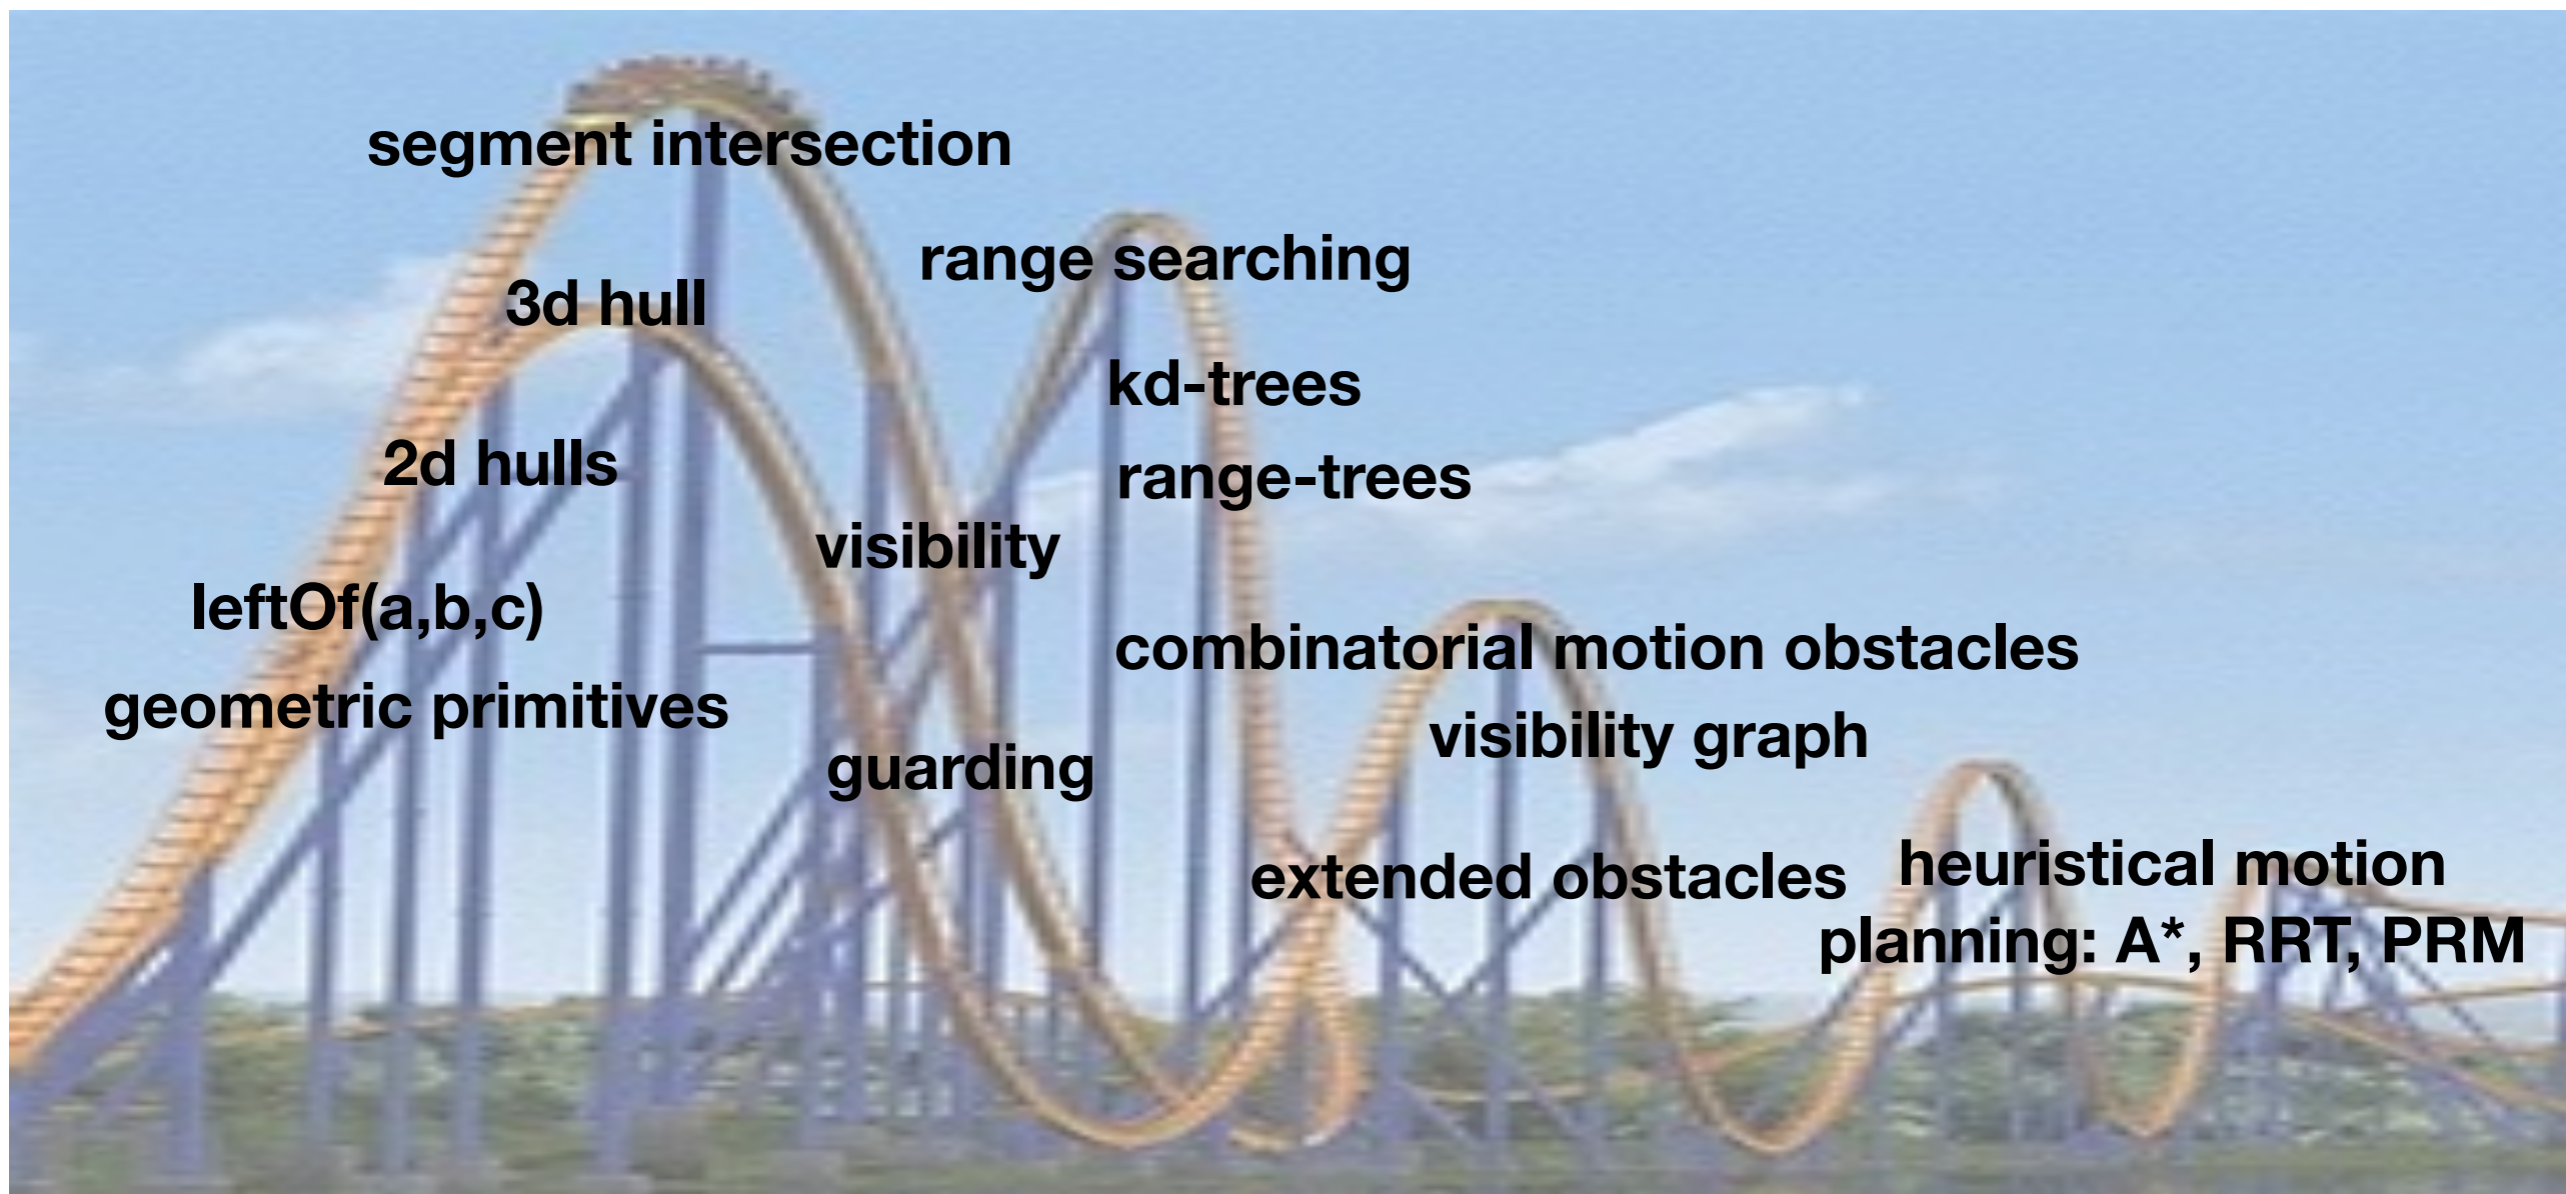 segment intersection
range searching
3d hull
kd-trees
2d hulls
range-trees
visibility
leftOf(a,b,c)
combinatorial motion obstacles
geometric primitives
visibility graph
guarding
extended obstacles
heuristical motion
planning: A*, RRT, PRM